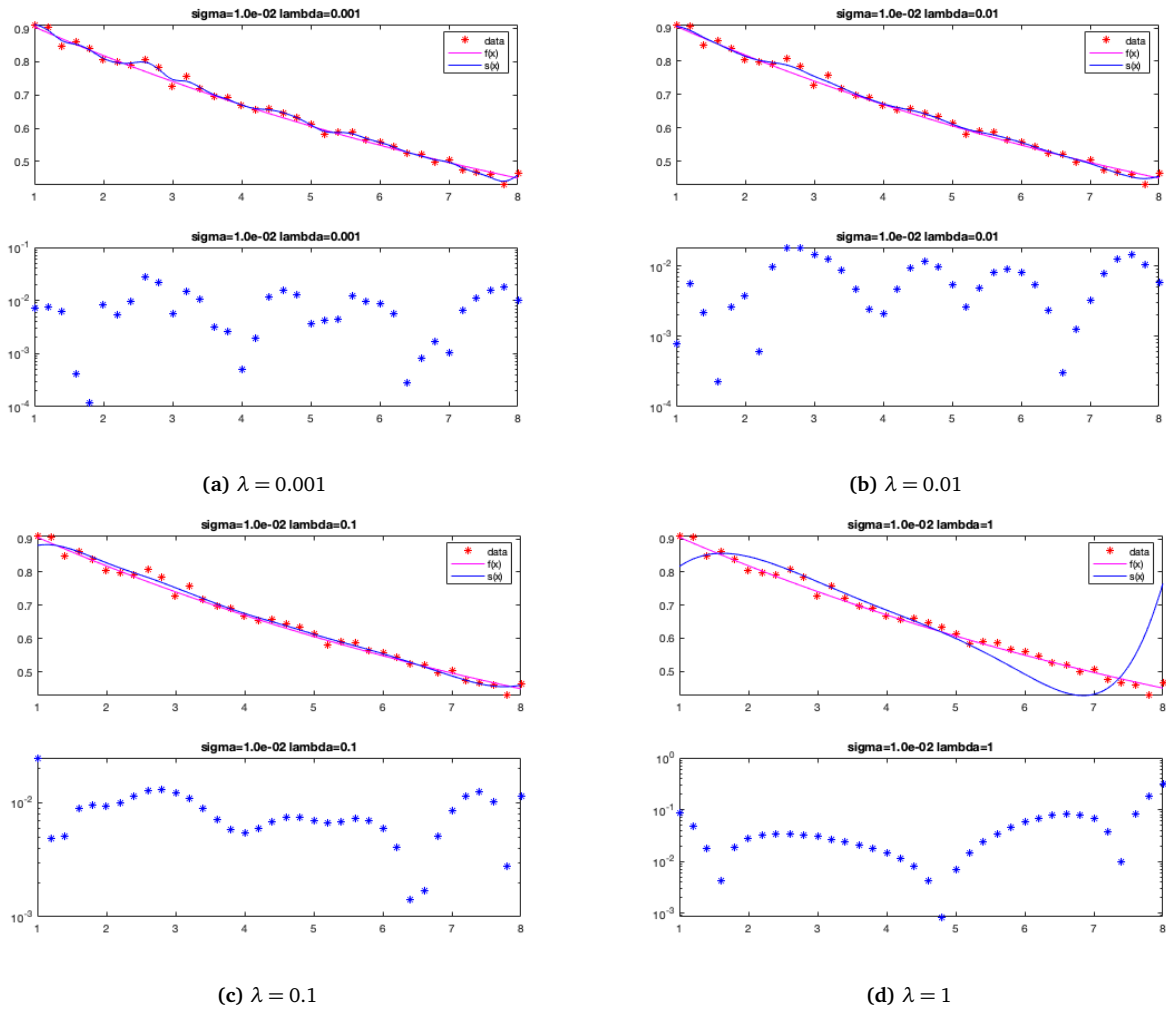 sigma=1.0e-02 lambda=0.001
0.9
0.8
0.7
0.6
0.5
data
f(x)
s(x)
1 2 3 4 5 6 7 8
sigma=1.0e-02 lambda=0.001
10^-1
10^-2
10^-3
10^-4
1 2 3 4 5 6 7 8
(a) λ = 0.001
sigma=1.0e-02 lambda=0.01
0.9
0.8
0.7
0.6
0.5
data
f(x)
s(x)
1 2 3 4 5 6 7 8
sigma=1.0e-02 lambda=0.01
10^-2
10^-3
10^-4
1 2 3 4 5 6 7 8
(b) λ = 0.01
sigma=1.0e-02 lambda=0.1
0.9
0.8
0.7
0.6
0.5
data
f(x)
s(x)
1 2 3 4 5 6 7 8
sigma=1.0e-02 lambda=0.1
10^-2
10^-3
1 2 3 4 5 6 7 8
(c) λ = 0.1
sigma=1.0e-02 lambda=1
0.9
0.8
0.7
0.6
0.5
data
f(x)
s(x)
1 2 3 4 5 6 7 8
sigma=1.0e-02 lambda=1
10^0
10^-1
10^-2
10^-3
1 2 3 4 5 6 7 8
(d) λ = 1